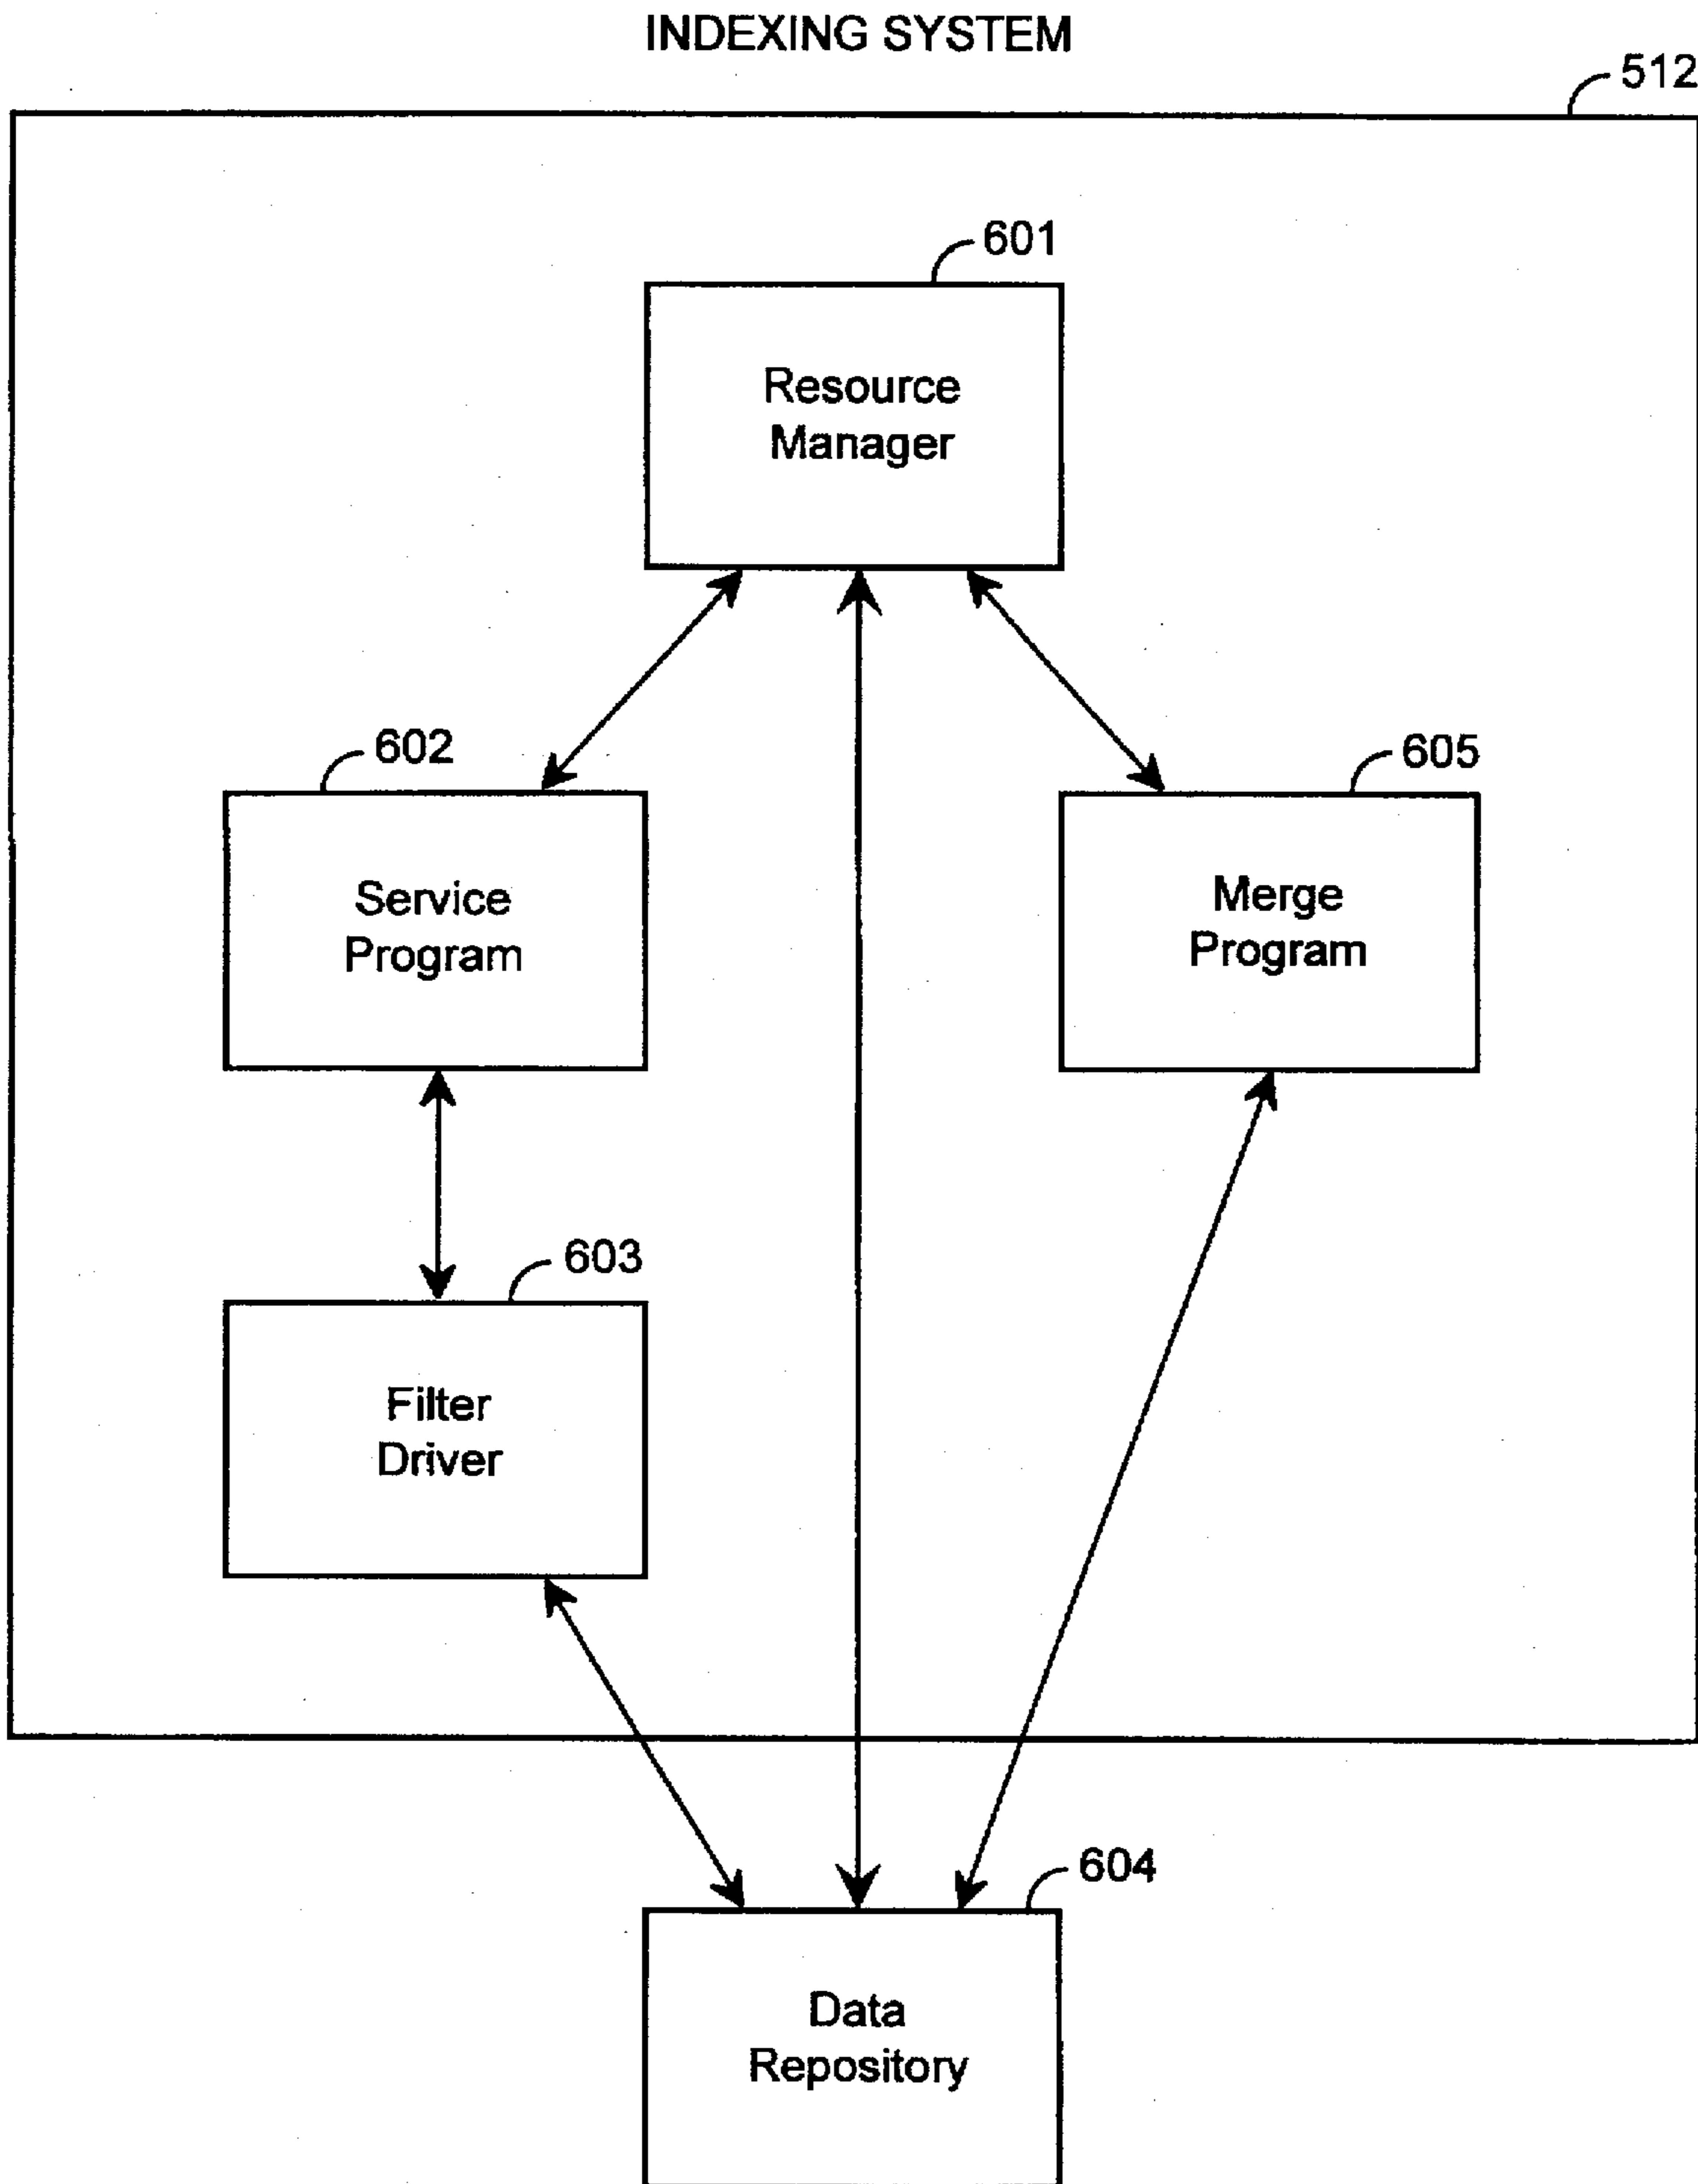 INDEXING SYSTEM
512
601
Resource
Manager
602
605
Service
Program
Merge
Program
603
Filter
Driver
604
Data
Repository